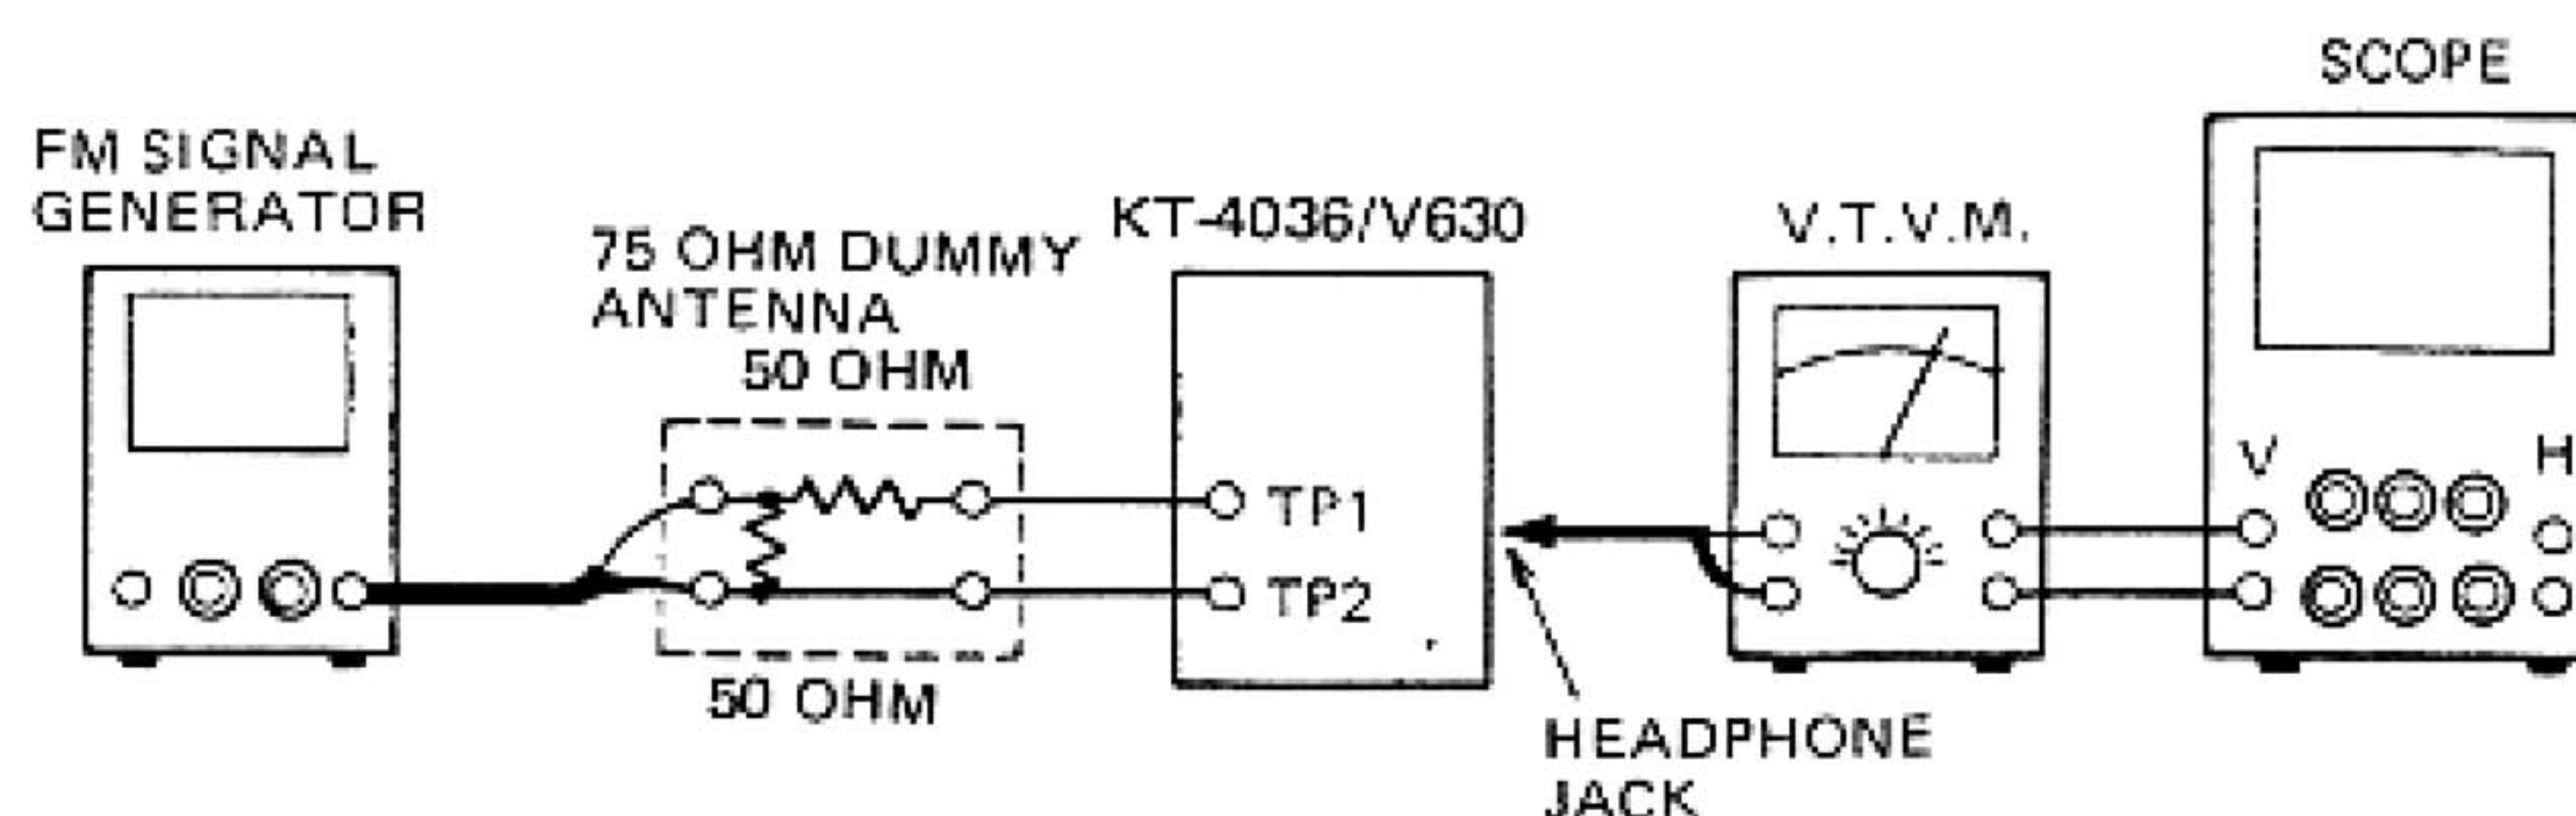 FM SIGNAL
GENERATOR
75 OHM DUMMY
ANTENNA
50 OHM
50 OHM
KT-4036/V630
TP1
TP2
HEADPHONE
JACK
V.T.V.M.
SCOPE
V
H